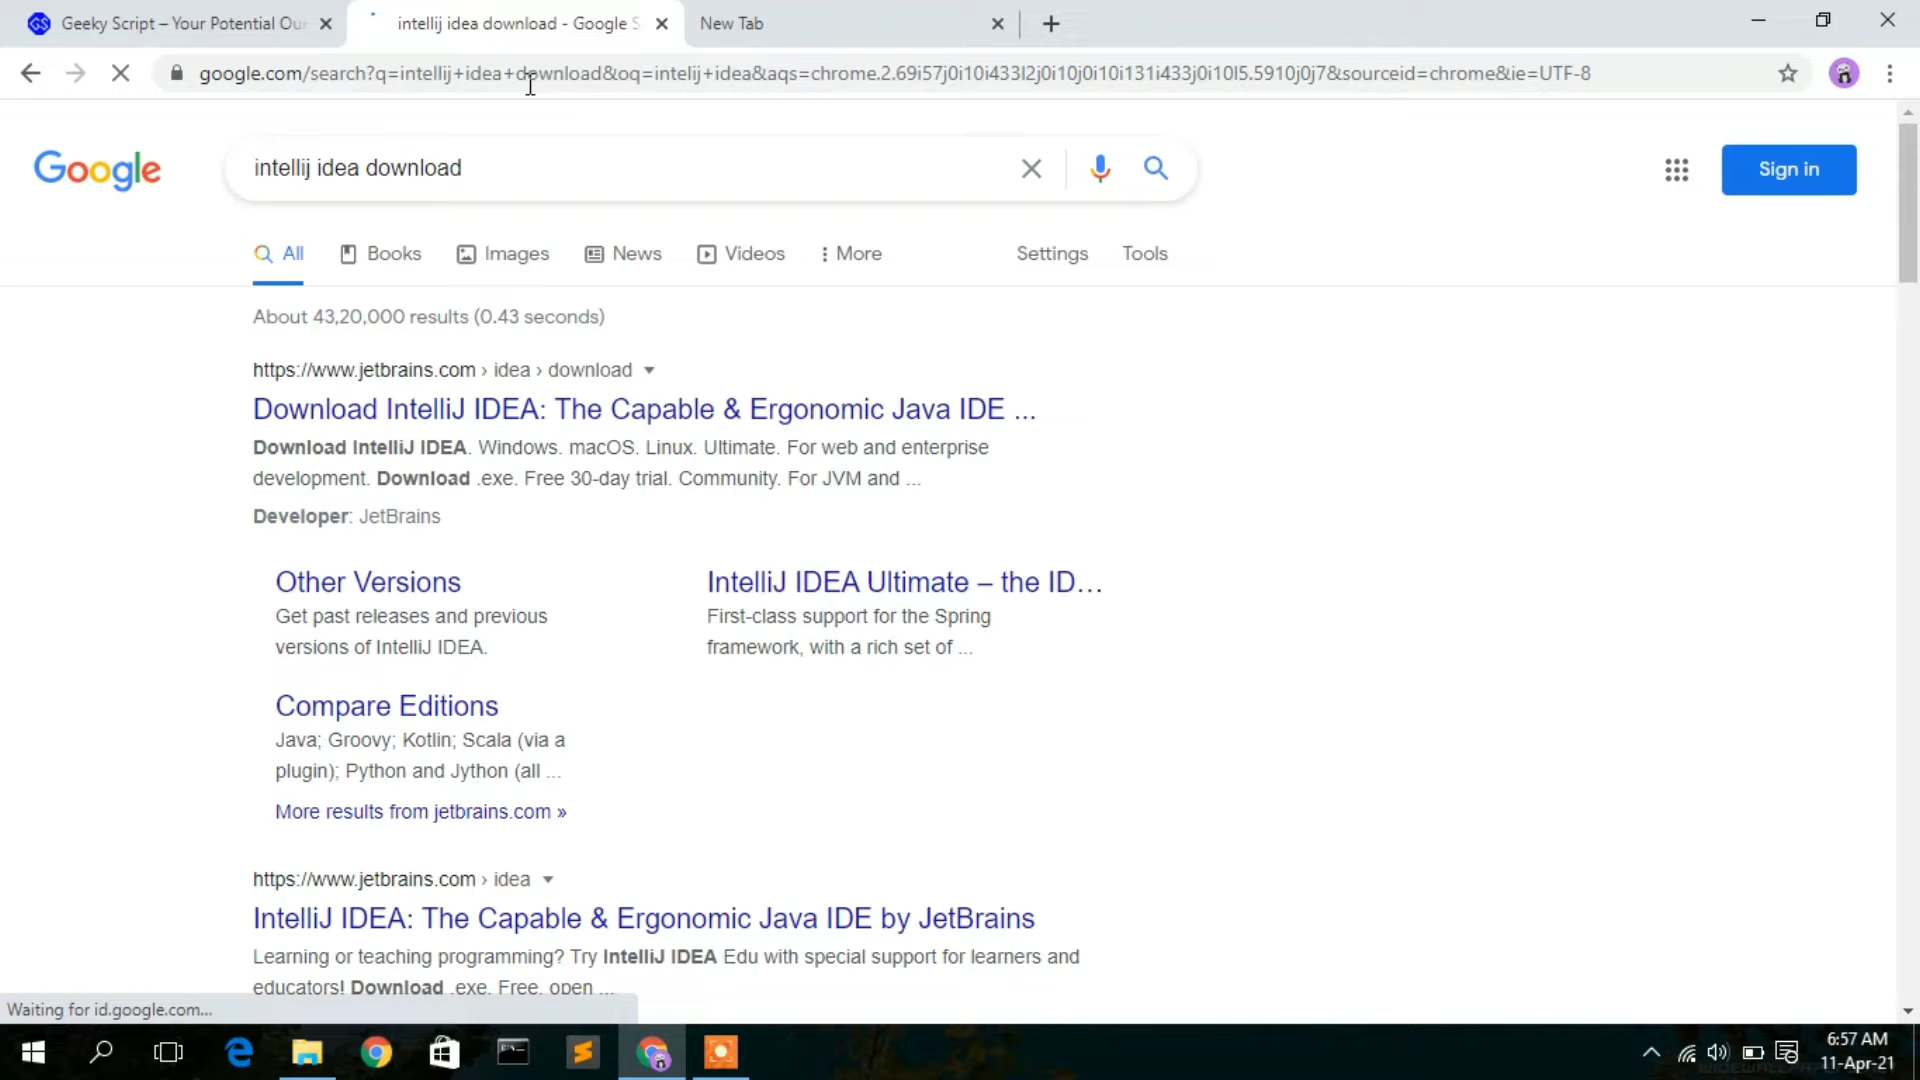 Geeky Script – Your Potential Our
intellij idea download - Google S
New Tab
google.com/search?q=intellij+idea+download&oq=intelij+idea&aqs=chrome.2.69i57j0i10i433l2j0i10j0i10i131i433j0i10l5.5910j0j7&sourceid=chrome&ie=UTF-8
Google
intellij idea download
Sign in
All
Books
Images
News
Videos
More
Settings
Tools
About 43,20,000 results (0.43 seconds)
https://www.jetbrains.com › idea › download
Download IntelliJ IDEA: The Capable & Ergonomic Java IDE ...
Download IntelliJ IDEA. Windows. macOS. Linux. Ultimate. For web and enterprise
development. Download .exe. Free 30-day trial. Community. For JVM and ...
Developer: JetBrains
Other Versions
Get past releases and previous
versions of IntelliJ IDEA.
IntelliJ IDEA Ultimate – the ID...
First-class support for the Spring
framework, with a rich set of ...
Compare Editions
Java; Groovy; Kotlin; Scala (via a
plugin); Python and Jython (all ...
More results from jetbrains.com »
https://www.jetbrains.com › idea
IntelliJ IDEA: The Capable & Ergonomic Java IDE by JetBrains
Learning or teaching programming? Try IntelliJ IDEA Edu with special support for learners and
educators! Download .exe. Free, open ...
Waiting for id.google.com...
6:57 AM
11-Apr-21